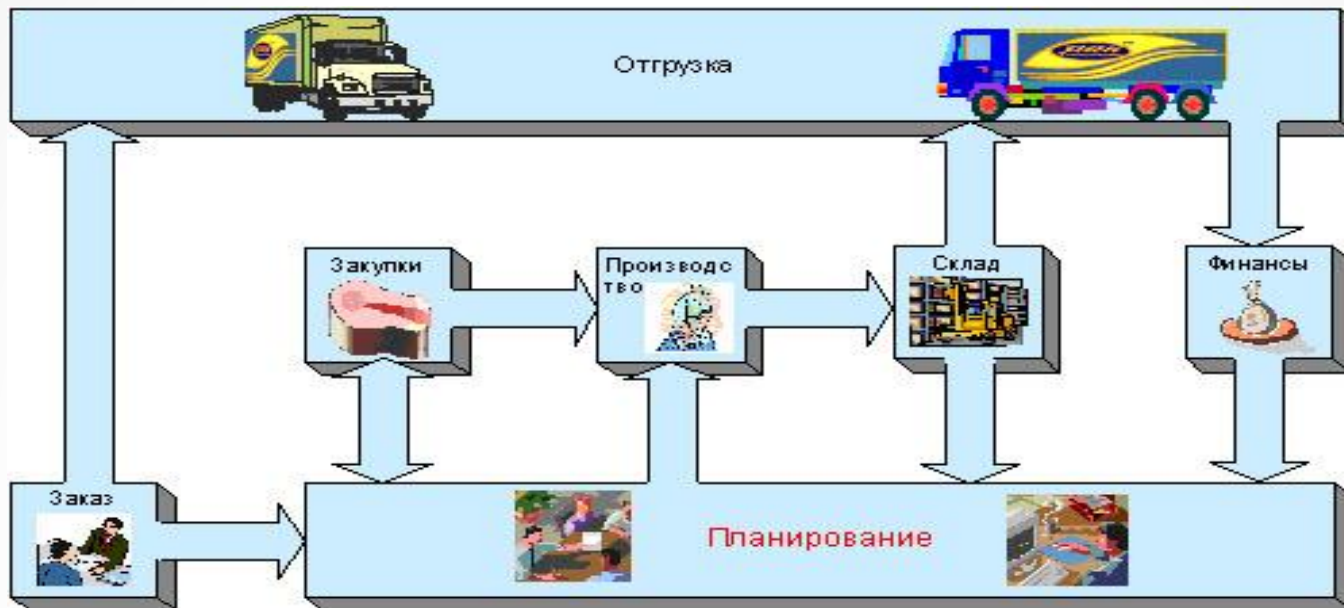 Отгрузка
Закупки
Производс
тво
Склад
Финансы
Заказ
Планирование